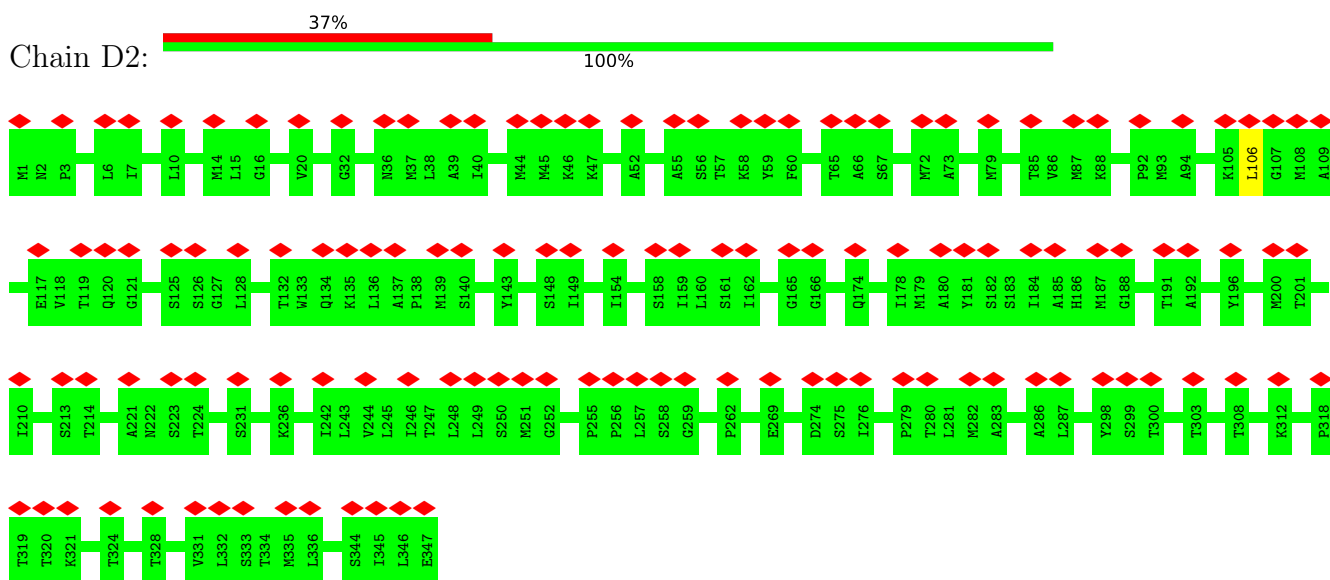 37%
Chain D2:
100%
M1 N2 P3 L6 I7 L10 M14 L15 G16 V20 G32 N36 M37 L38 A39 I40 M44 M45 K46 K47 A52 A55 S56 T57 K58 Y59 F60 T65 A66 S67 M72 A73 M79 T85 V86 M87 K88 P92 M93 A94 K105 L106 G107 M108 A109
E117 V118 T119 Q120 G121 S125 S126 G127 L128 T132 W133 Q134 K135 L136 A137 P138 M139 S140 Y143 S148 I149 I154 S158 I159 L160 S161 I162 G165 G166 Q174 I178 M179 A180 Y181 S182 S183 I184 A185 H186 M187 G188 T191 A192 Y196 M200 T201
I210 S213 T214 A221 N222 S223 T224 S231 K236 I242 L243 V244 L245 I246 T247 L248 L249 S250 M251 G252 P255 P256 L257 S258 G259 P262 E269 D274 S275 I276 P279 T280 L281 M282 A283 A286 L287 Y298 S299 T300 T303 T308 K312 P318
T319 T320 K321 T324 T328 V331 L332 S333 T334 M335 L336 S344 I345 L346 E347